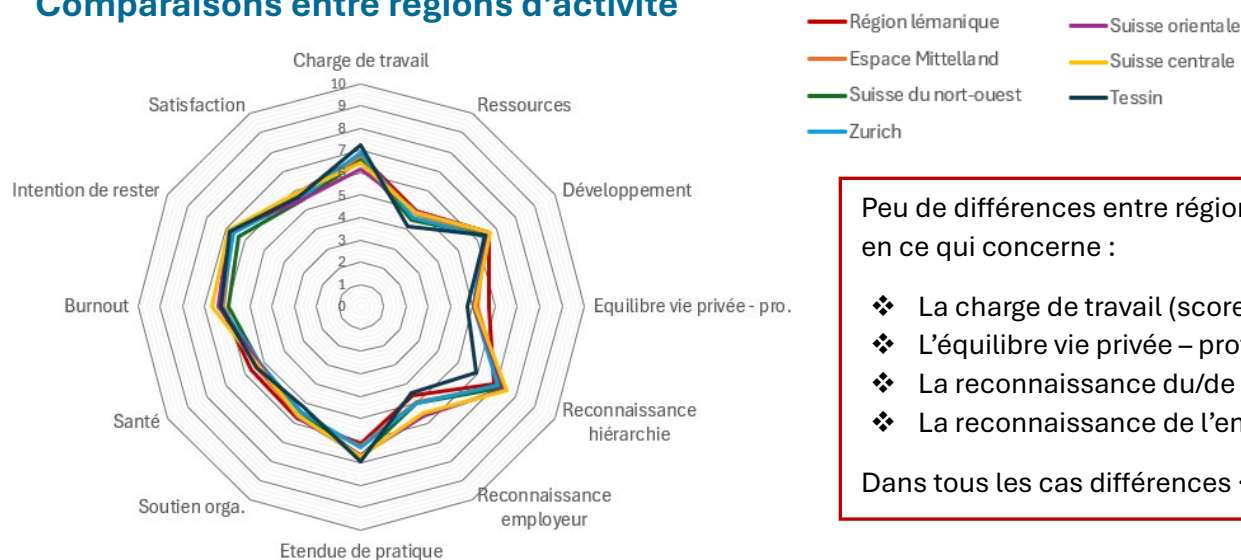 Comparaisons entre régions d'activité
Région lémanique
Suisse orientale
Espace Mittelland
Suisse centrale
Suisse du nort-ouest
Tessin
Zurich
Charge de travail
Ressources
Développement
Equilibre vie privée - pro.
Reconnaissance
hiérarchie
Reconnaissance
employeur
Etendue de pratique
Soutien orga.
Santé
Burnout
Intention de rester
Satisfaction
10
9
8
7
6
5
4
3
2
1
0
Peu de différences entre région
en ce qui concerne :
❖ La charge de travail (score
❖ L'équilibre vie privée – prof
❖ La reconnaissance du/de
❖ La reconnaissance de l'en
Dans tous les cas différences